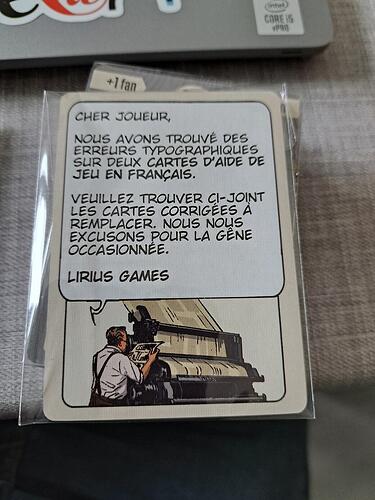 intel
CORE i5
vPRO
+1 fan
CHER JOUEUR,
NOUS AVONS TROUVÉ DES
ERREURS TYPOGRAPHIQUES
SUR DEUX CARTES D'AIDE DE
JEU EN FRANÇAIS.
VEUILLEZ TROUVER CI-JOINT
LES CARTES CORRIGÉES À
REMPLACER. NOUS NOUS
EXCUSONS POUR LA GÊNE
OCCASIONNÉE.
LIRIUS GAMES